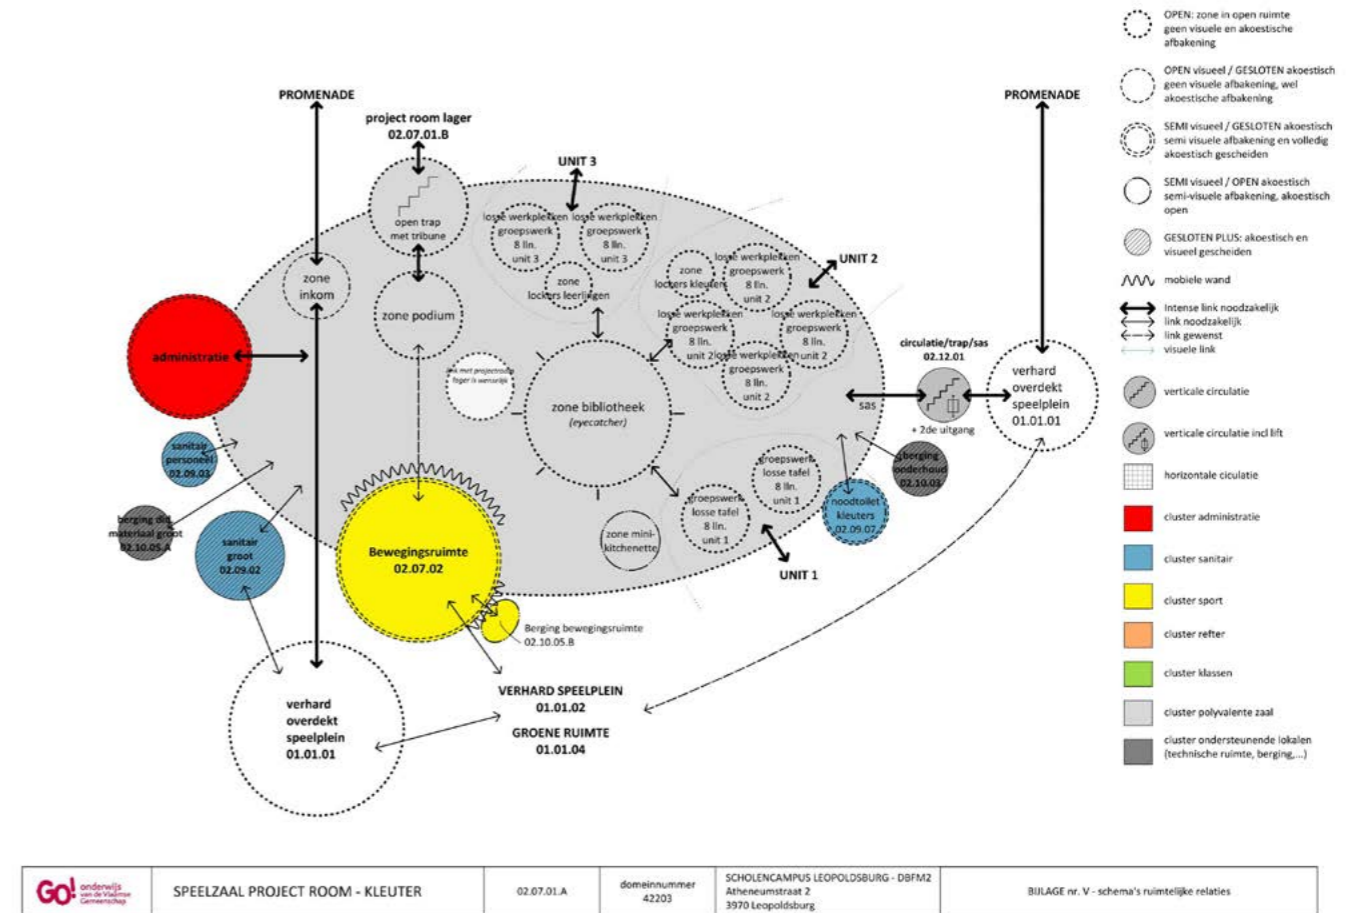 PROMENADE
project room lager
02.07.01.B
open trap
met tribune
UNIT 3
losse werkplekken
groepswerk
8 lln.
unit 3
losse werkplekken
groepswerk
8 lln.
unit 3
zone
lockers leerlingen
zone
inkom
zone podium
administratie
link met projectroom
lager is wenselijk
zone bibliotheek
(eyecatcher)
zone
lockers kleuters
losse werkplekken
groepswerk
8 lln.
unit 2
UNIT 2
losse werkplekken
groepswerk
8 lln.
unit 2
losse werkplekken
groepswerk
8 lln.
unit 2
losse werkplekken
groepswerk
8 lln.
unit 2
sas
circulatie/trap/sas
02.12.01
+ 2de uitgang
PROMENADE
verhard
overdekt
speelplein
01.01.01
sanitair
personeel
02.09.03
berging did.
materiaal groot
02.10.05.A
sanitair
groot
02.09.02
Bewegingsruimte
02.07.02
Berging bewegingsruimte
02.10.05.B
zone mini-
kitchenette
groepswerk
losse tafel
8 lln.
unit 1
groepswerk
losse tafel
8 lln.
unit 1
UNIT 1
noodtoilet
kleuters
02.09.07
berging
onderhoud
02.10.03
verhard
overdekt
speelplein
01.01.01
VERHARD SPEELPLEIN
01.01.02
GROENE RUIMTE
01.01.04
OPEN: zone in open ruimte
geen visuele en akoestische
afbakening
OPEN visueel / GESLOTEN akoestisch
geen visuele afbakening, wel
akoestische afbakening
SEMI visueel / GESLOTEN akoestisch
semi visuele afbakening en volledig
akoestisch gescheiden
SEMI visueel / OPEN akoestisch
semi-visuele afbakening, akoestisch
open
GESLOTEN PLUS: akoestisch en
visueel gescheiden
mobiele wand
Intense link noodzakelijk
link noodzakelijk
link gewenst
visuele link
verticale circulatie
verticale circulatie incl lift
horizontale circulatie
cluster administratie
cluster sanitair
cluster sport
cluster refter
cluster klassen
cluster polyvalente zaal
cluster ondersteunende lokalen
(technische ruimte, berging,...)
GO! onderwijs
van de Vlaamse
Gemeenschap
SPEELZAAL PROJECT ROOM - KLEUTER
02.07.01.A
domeinnummer
42203
SCHOLENCAMPUS LEOPOLDSBURG - DBFM2
Atheneumstraat 2
3970 Leopoldsburg
BIJLAGE nr. V - schema's ruimtelijke relaties